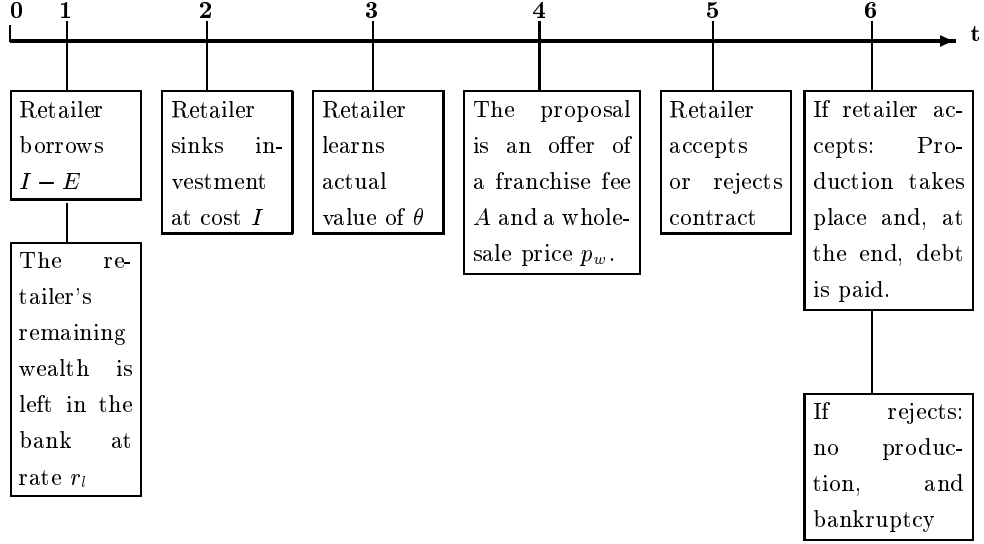 0 1 2 3 4 5 6
t
Retailer
borrows
I − E
The re-
tailer's
remaining
wealth is
left in the
bank at
rate r_l
Retailer
sinks in-
vestment
at cost I
Retailer
learns
actual
value of θ
The proposal
is an offer of
a franchise fee
A and a whole-
sale price p_w.
Retailer
accepts
or rejects
contract
If retailer ac-
cepts: Pro-
duction takes
place and, at
the end, debt
is paid.
If rejects:
no produc-
tion, and
bankruptcy